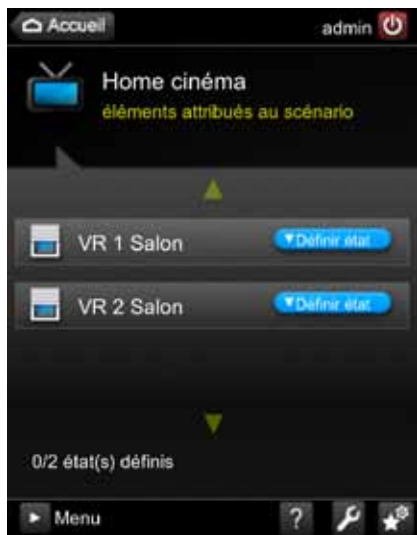 Accueil admin
Home cinéma
éléments attribués au scénario
VR 1 Salon Définir état
VR 2 Salon Définir état
0/2 état(s) définis
Menu ?